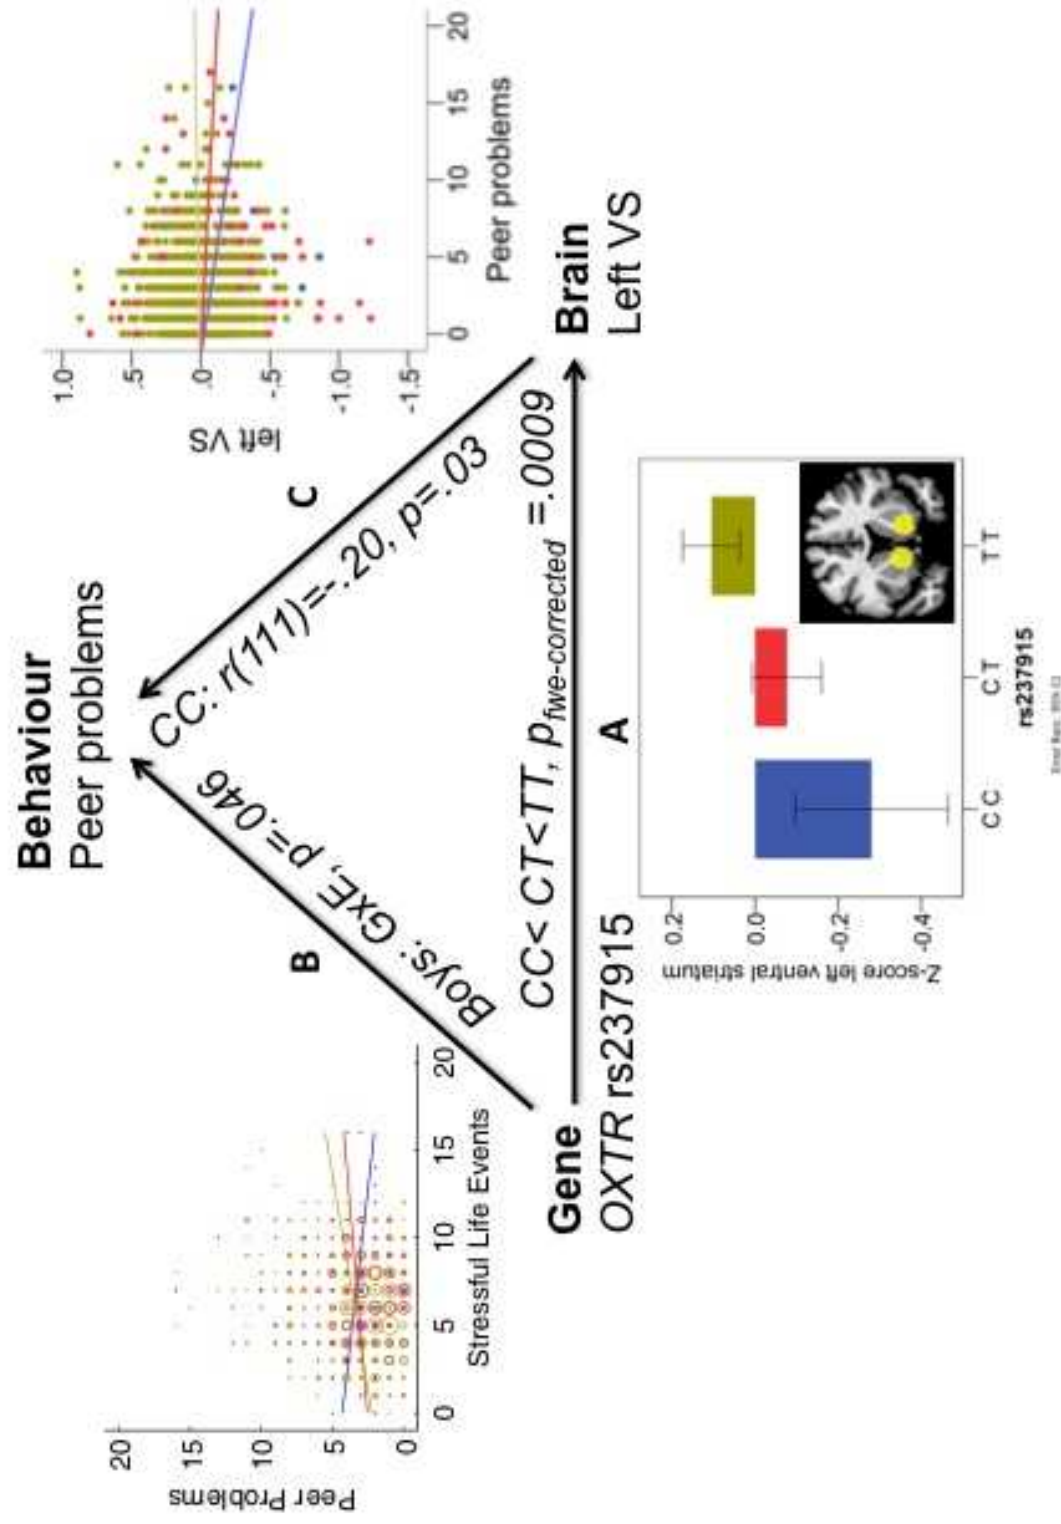 Behaviour
Peer problems
Peer Problems
20
15
10
5
0
0
5
10
15
20
Stressful Life Events
B
Boys: GxE, p=.046
C
CC: r(111)=-.20, p=.03
left VS
1.0
.5
.0
-.5
-1.0
-1.5
0
5
10
15
20
Peer problems
Gene
OXTR rs237915
CC< CT<TT, pfwe-corrected =.0009
A
Brain
Left VS
Z-score left ventral striatum
0.2
0.0
-0.2
-0.4
CC
CT
TT
rs237915